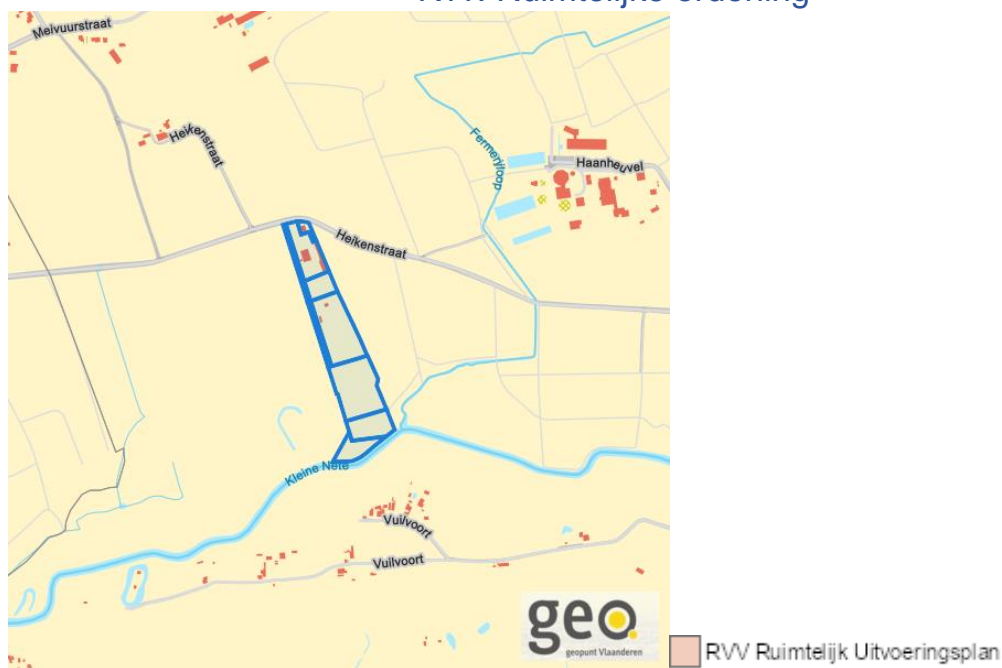 Melvuurstraat
Heikenstraat
Fermerijloop
Haanheuvel
Heikenstraat
Kleine Nete
Vuilvoort
Vuilvoort
geo.
geopunt Vlaanderen
RVV Ruimtelijk Uitvoeringsplan